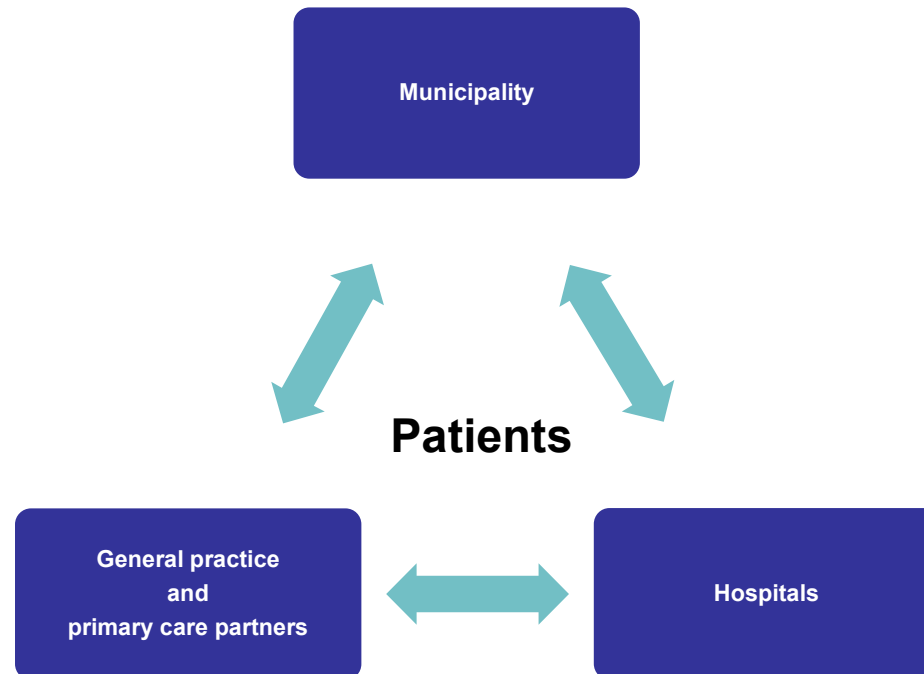 Municipality
Patients
General practice
and
primary care partners
Hospitals